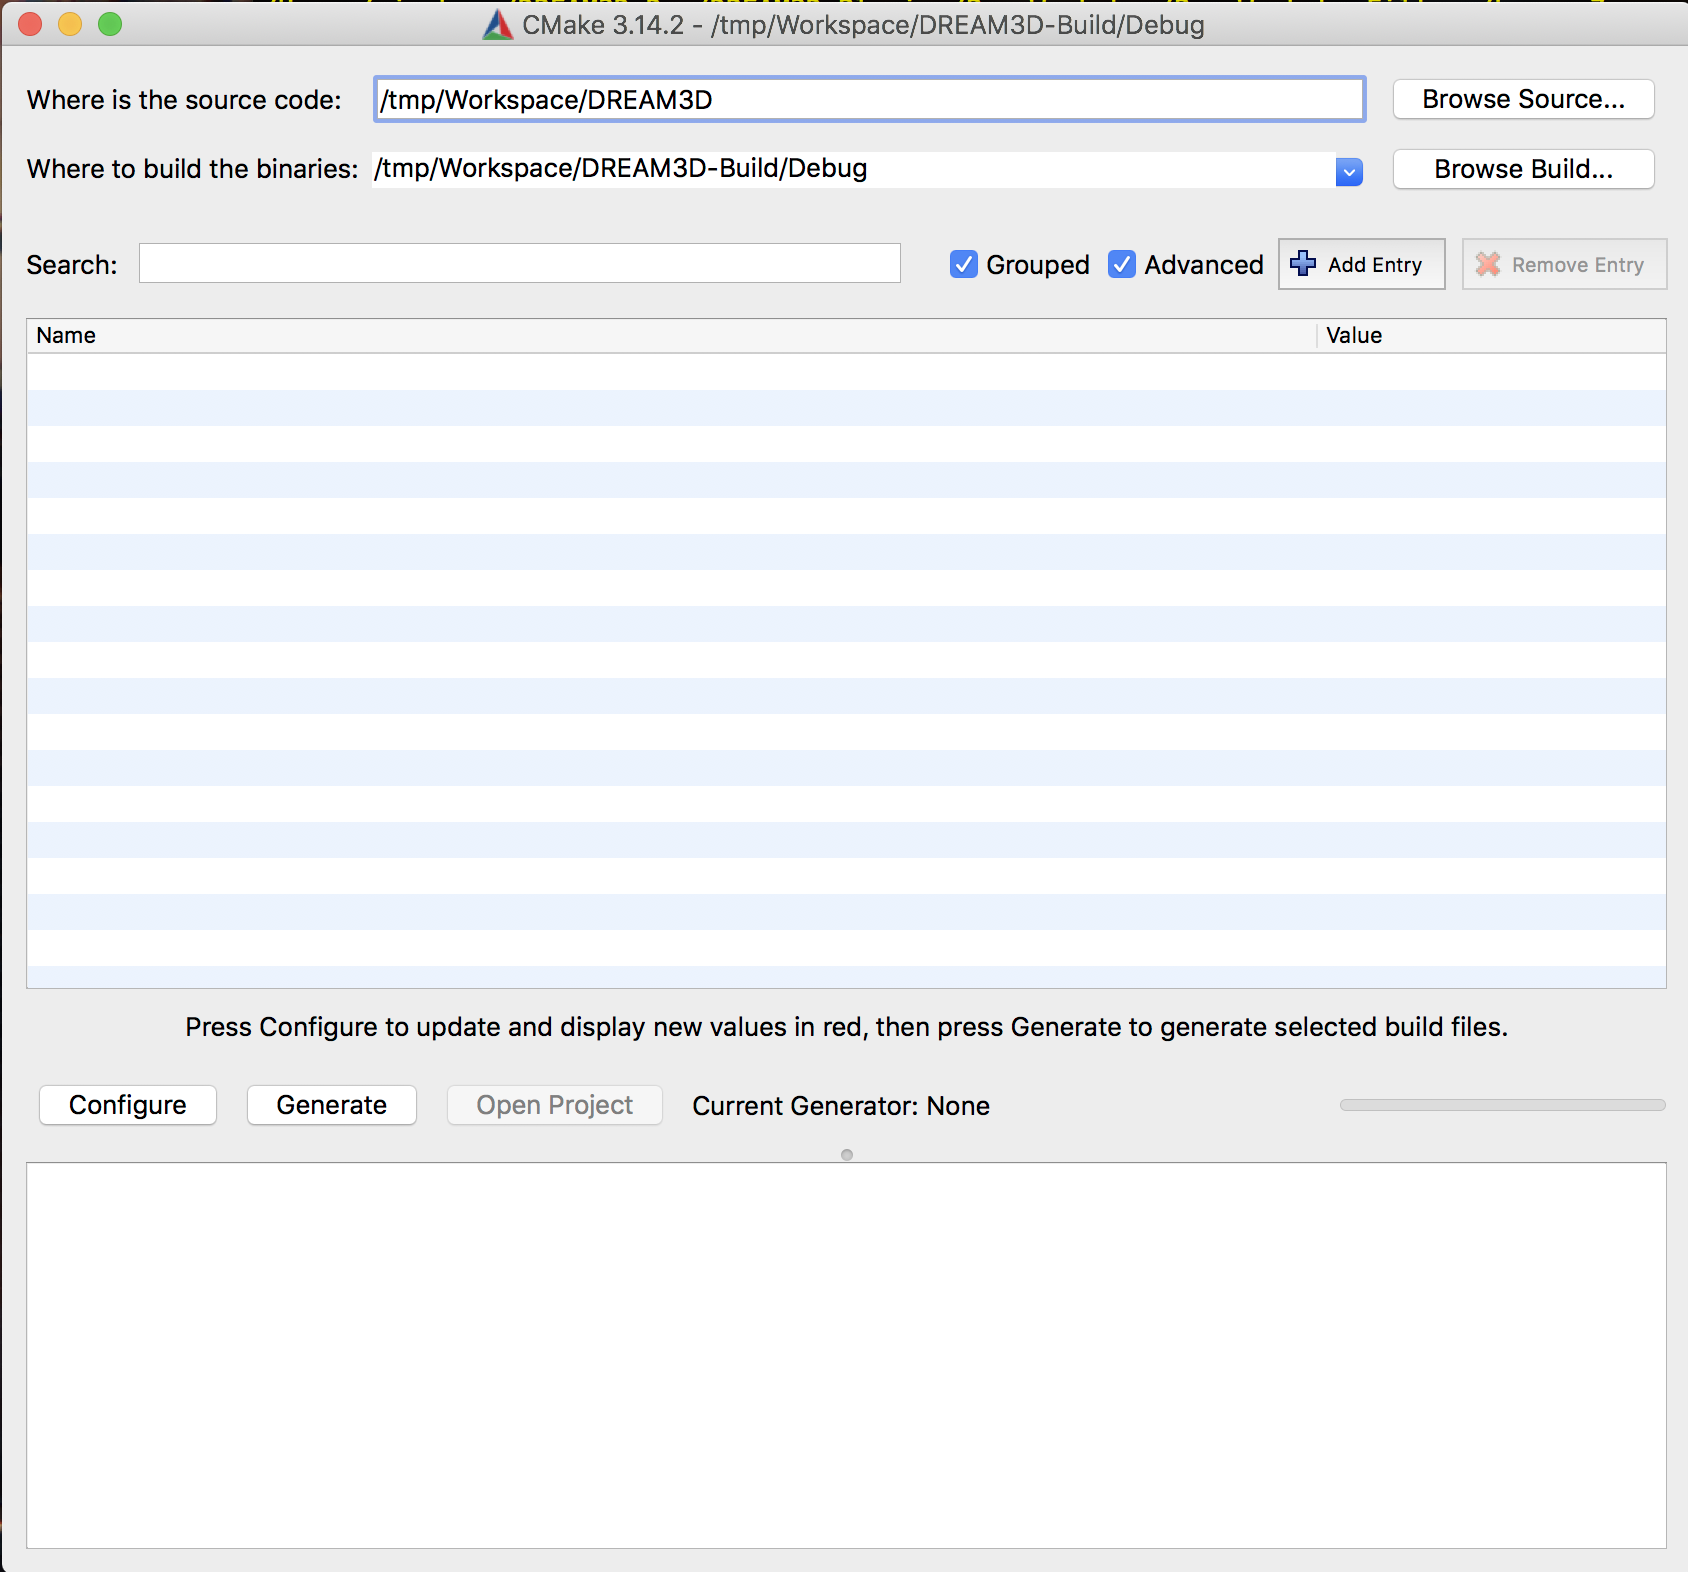 CMake 3.14.2 - /tmp/Workspace/DREAM3D-Build/Debug
Where is the source code: /tmp/Workspace/DREAM3D Browse Source...
Where to build the binaries: /tmp/Workspace/DREAM3D-Build/Debug Browse Build...
Search: Grouped Advanced Add Entry Remove Entry
Name Value
Press Configure to update and display new values in red, then press Generate to generate selected build files.
Configure Generate Open Project Current Generator: None